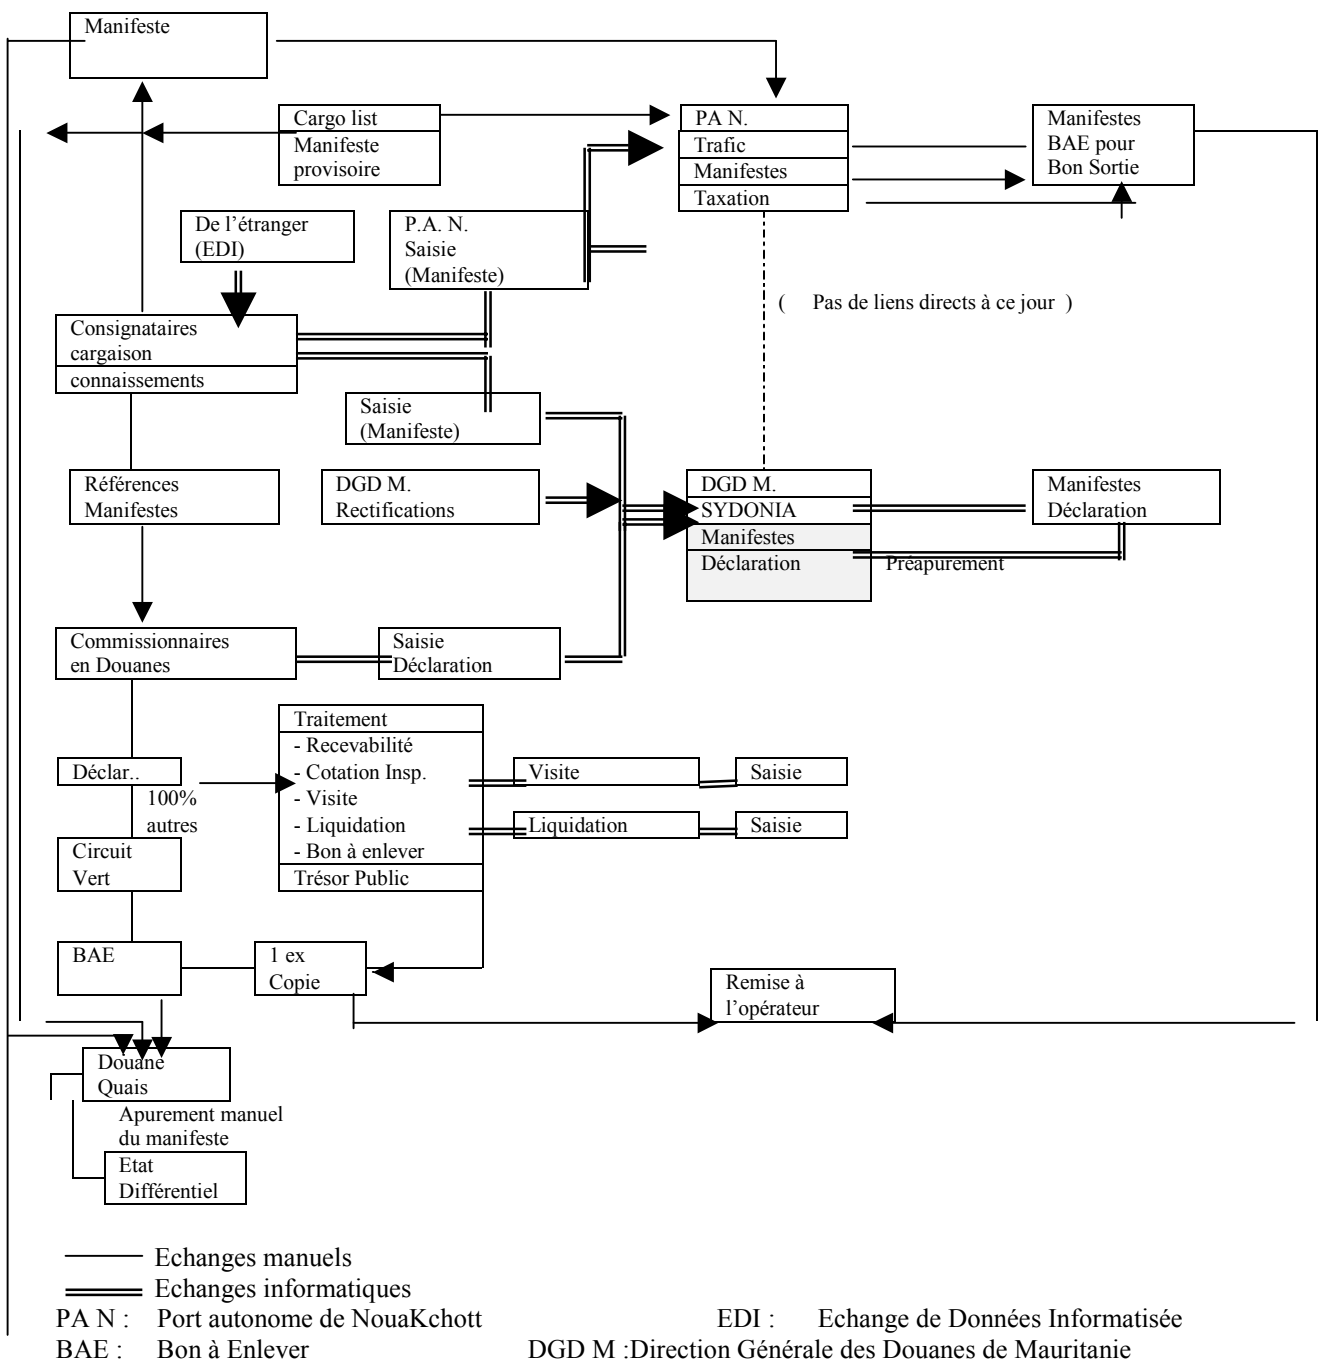 Manifeste
Cargo list
Manifeste
provisoire
PA N.
Trafic
Manifestes
Taxation
Manifestes
BAE pour
Bon Sortie
De l'étranger
(EDI)
P.A. N.
Saisie
(Manifeste)
( Pas de liens directs à ce jour )
Consignataires
cargaison
connaissements
Saisie
(Manifeste)
Références
Manifestes
DGD M.
Rectifications
DGD M.
SYDONIA
Manifestes
Déclaration
Manifestes
Déclaration
Préapurement
Commissionnaires
en Douanes
Saisie
Déclaration
Traitement
- Recevabilité
- Cotation Insp.
- Visite
- Liquidation
- Bon à enlever
Trésor Public
Déclar..
100%
autres
Visite
Saisie
Liquidation
Saisie
Circuit
Vert
BAE
1 ex
Copie
Remise à
l'opérateur
Douane
Quais
Apurement manuel
du manifeste
Etat
Différentiel
Echanges manuels
Echanges informatiques
PA N : Port autonome de NouaKchott EDI : Echange de Données Informatisée
BAE : Bon à Enlever DGD M :Direction Générale des Douanes de Mauritanie